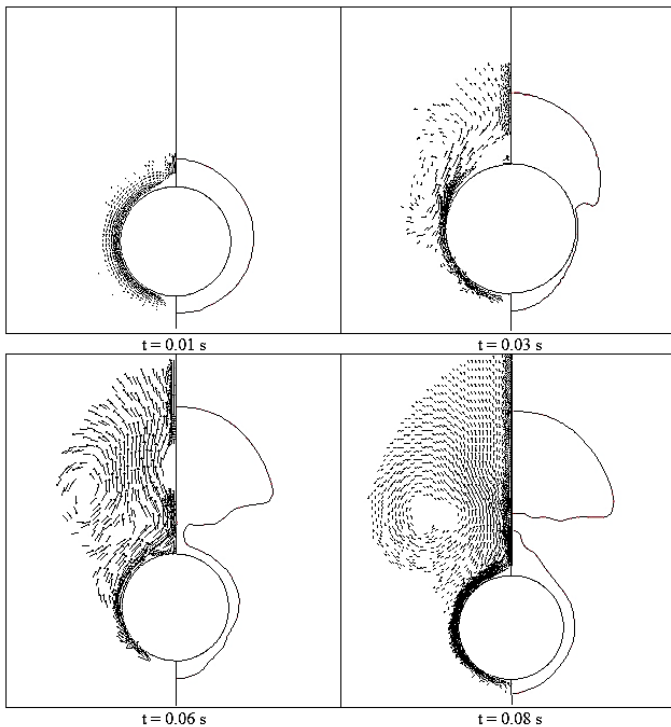 t = 0.01 s
t = 0.03 s
t = 0.06 s
t = 0.08 s